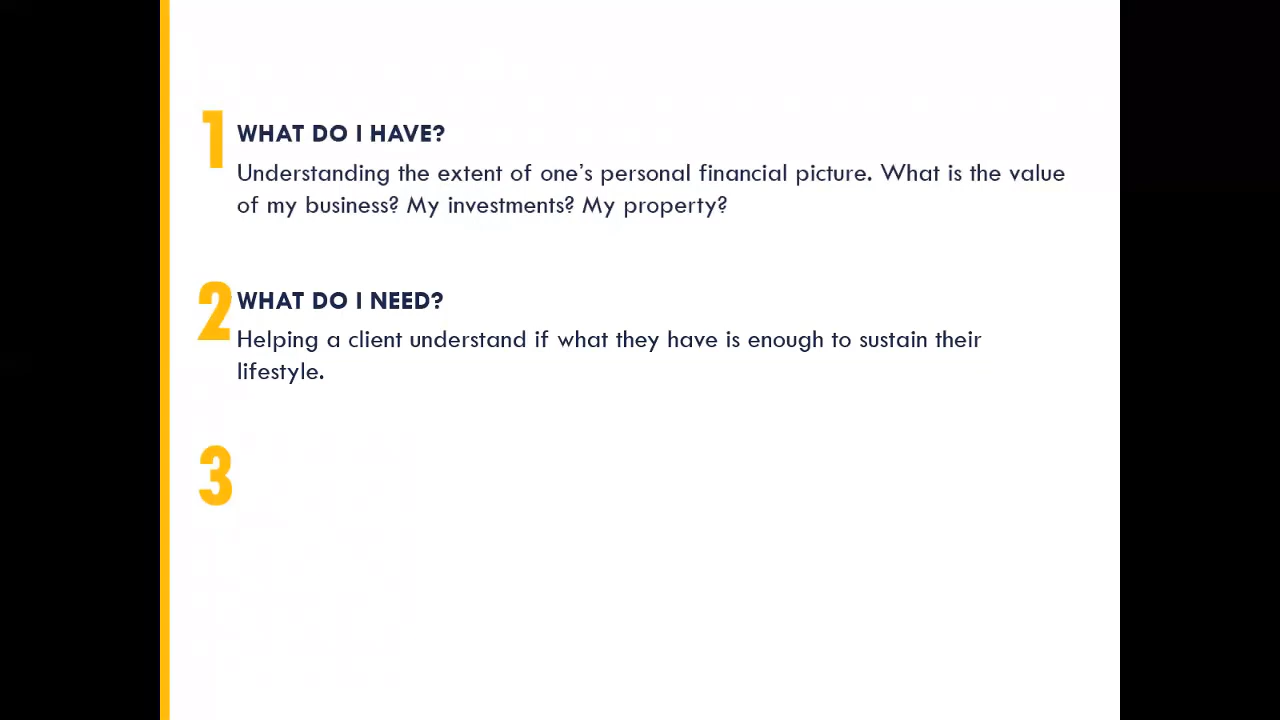 1 WHAT DO I HAVE?
Understanding the extent of one's personal financial picture. What is the value
of my business? My investments? My property?
2 WHAT DO I NEED?
Helping a client understand if what they have is enough to sustain their
lifestyle.
3